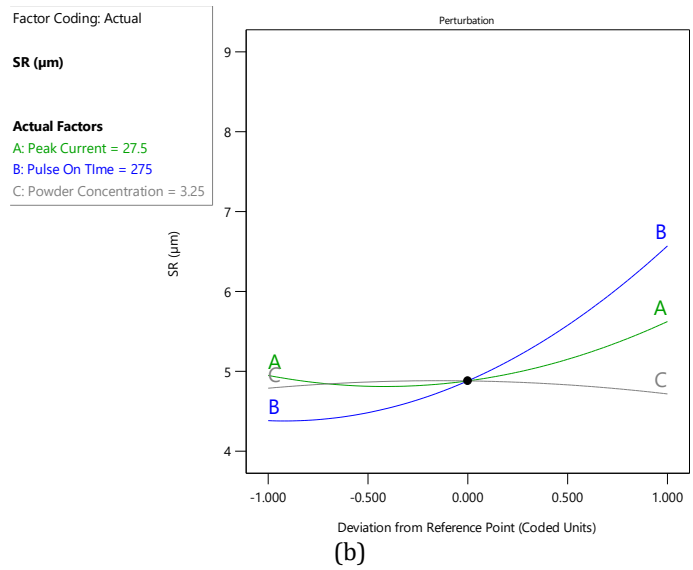 Factor Coding: Actual
SR (µm)
Actual Factors
A: Peak Current = 27.5
B: Pulse On TIme = 275
C: Powder Concentration = 3.25
Perturbation
9
8
7
6
5
4
SR (µm)
A
C
B
B
A
C
-1.000
-0.500
0.000
0.500
1.000
Deviation from Reference Point (Coded Units)
(b)